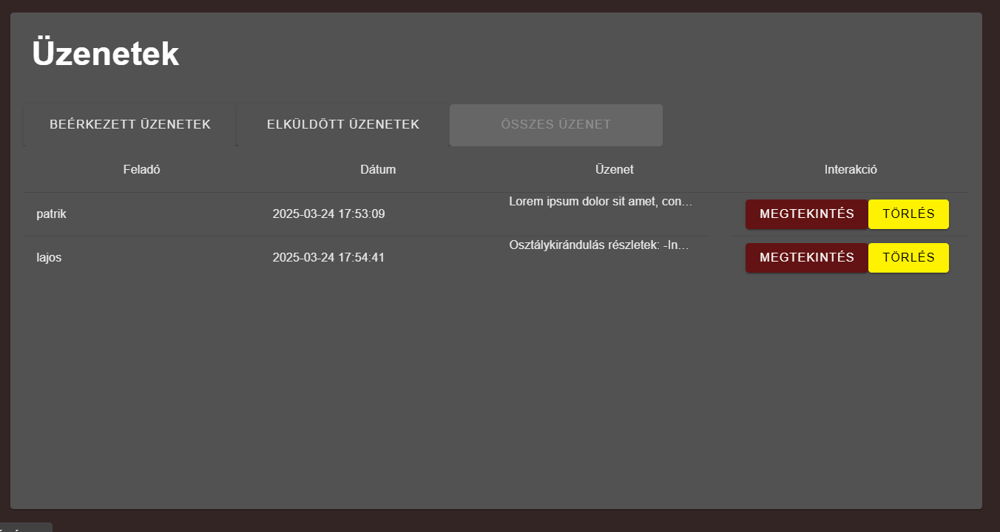 Üzenetek
BEÉRKEZETT ÜZENETEK ELKÜLDÖTT ÜZENETEK ÖSSZES ÜZENET
Feladó Dátum Üzenet Interakció
patrik 2025-03-24 17:53:09 Lorem ipsum dolor sit amet, con… MEGTEKINTÉS TÖRLÉS
lajos 2025-03-24 17:54:41 Osztálykirándulás részletek: -In… MEGTEKINTÉS TÖRLÉS